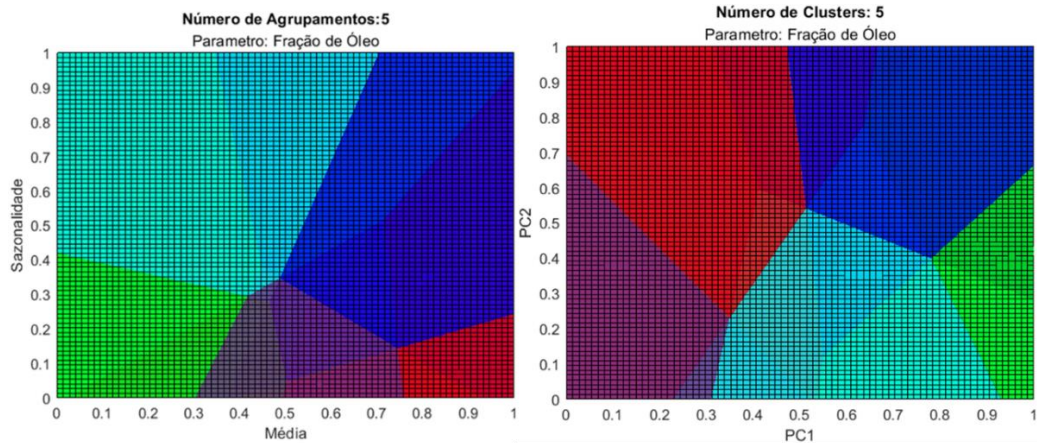 Número de Agrupamentos:5
Parametro: Fração de Óleo
Sazonalidade
1
0.9
0.8
0.7
0.6
0.5
0.4
0.3
0.2
0.1
0
0 0.1 0.2 0.3 0.4 0.5 0.6 0.7 0.8 0.9 1
Média
Número de Clusters: 5
Parametro: Fração de Óleo
PC2
1
0.9
0.8
0.7
0.6
0.5
0.4
0.3
0.2
0.1
0
0 0.1 0.2 0.3 0.4 0.5 0.6 0.7 0.8 0.9 1
PC1